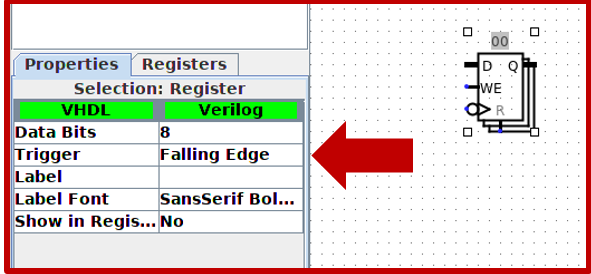 Properties Registers
Selection: Register
VHDL Verilog
Data Bits 8
Trigger Falling Edge
Label
Label Font SansSerif Bol...
Show in Regis... No
00
D Q
WE
R